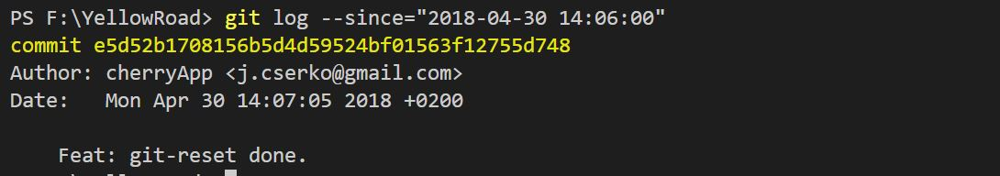 PS F:\YellowRoad> git log --since="2018-04-30 14:06:00"
commit e5d52b1708156b5d4d59524bf01563f12755d748
Author: cherryApp <j.cserko@gmail.com>
Date:   Mon Apr 30 14:07:05 2018 +0200
    Feat: git-reset done.